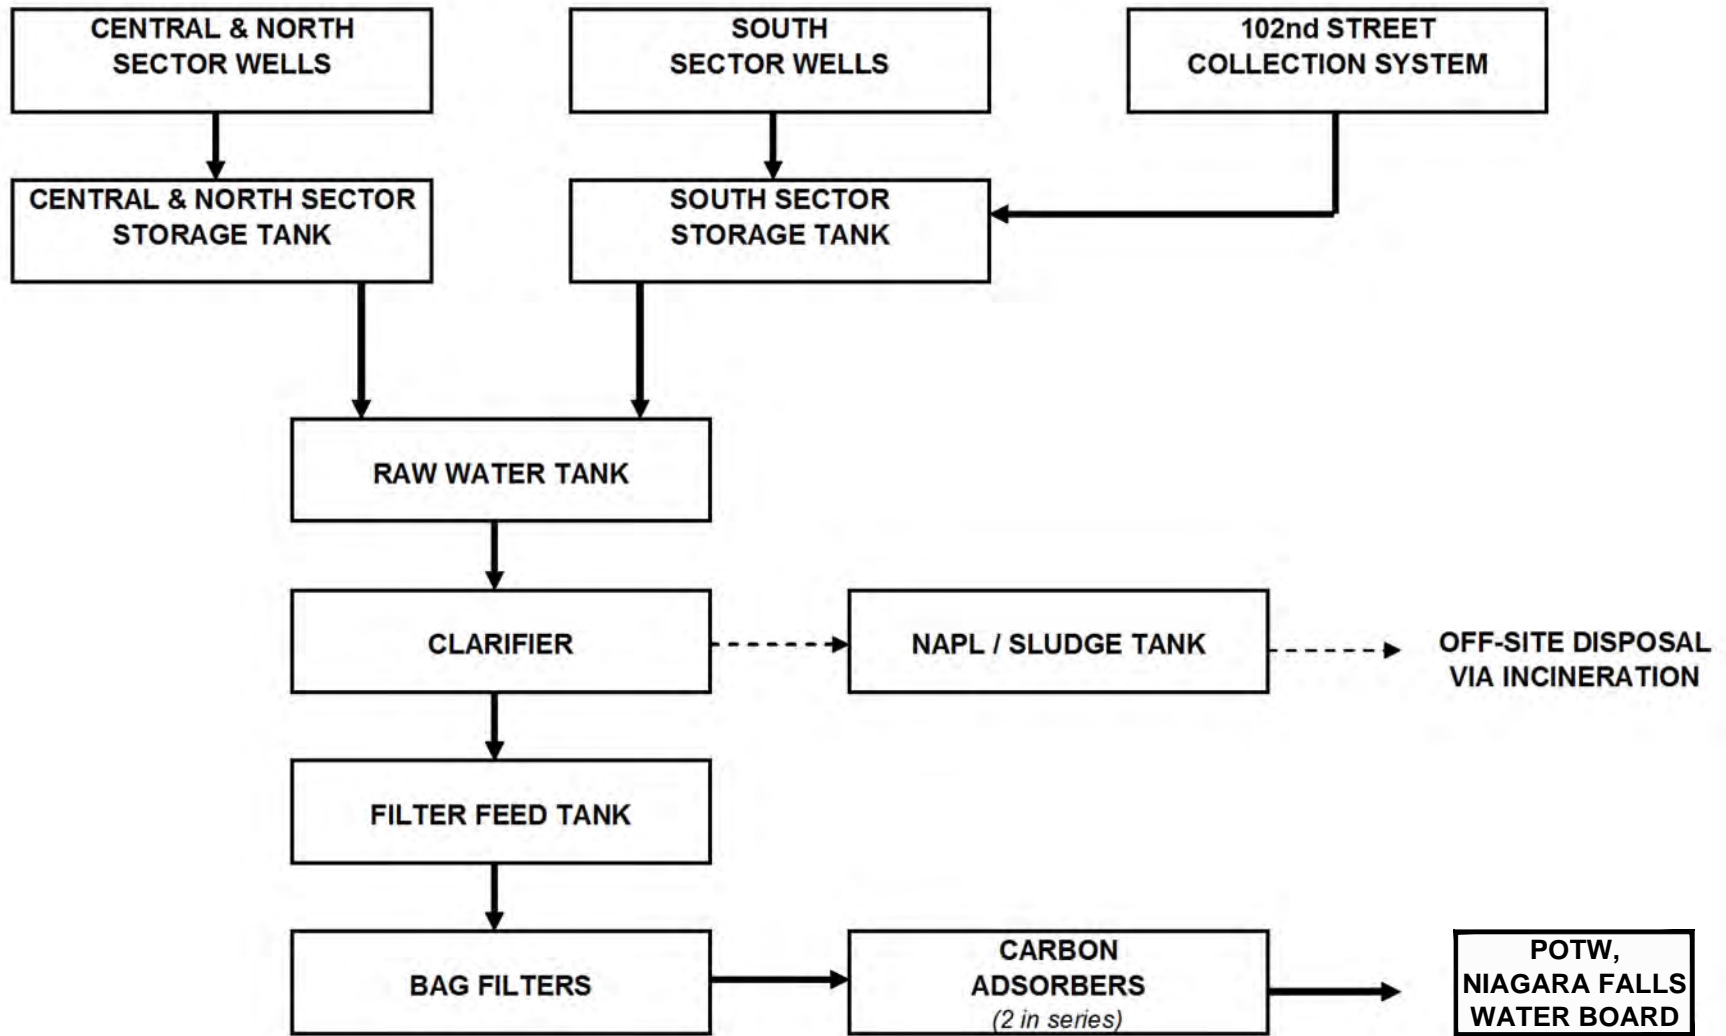 CENTRAL & NORTH
SECTOR WELLS
SOUTH
SECTOR WELLS
102nd STREET
COLLECTION SYSTEM
CENTRAL & NORTH SECTOR
STORAGE TANK
SOUTH SECTOR
STORAGE TANK
RAW WATER TANK
CLARIFIER
NAPL / SLUDGE TANK
OFF-SITE DISPOSAL
VIA INCINERATION
FILTER FEED TANK
BAG FILTERS
CARBON
ADSORBERS
(2 in series)
POTW,
NIAGARA FALLS
WATER BOARD